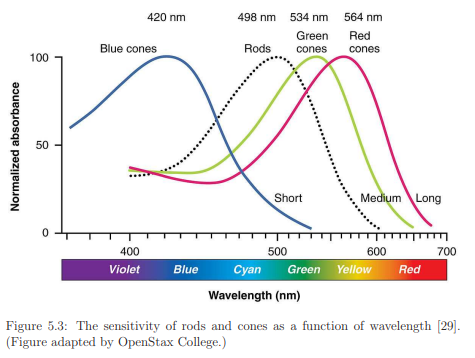 420 nm 498 nm 534 nm 564 nm
Blue cones Rods Green cones Red cones
100
Normalized absorbance
50
Short Medium Long
0
400 500 600 700
Violet Blue Cyan Green Yellow Red
Wavelength (nm)
Figure 5.3: The sensitivity of rods and cones as a function of wavelength [29].
(Figure adapted by OpenStax College.)